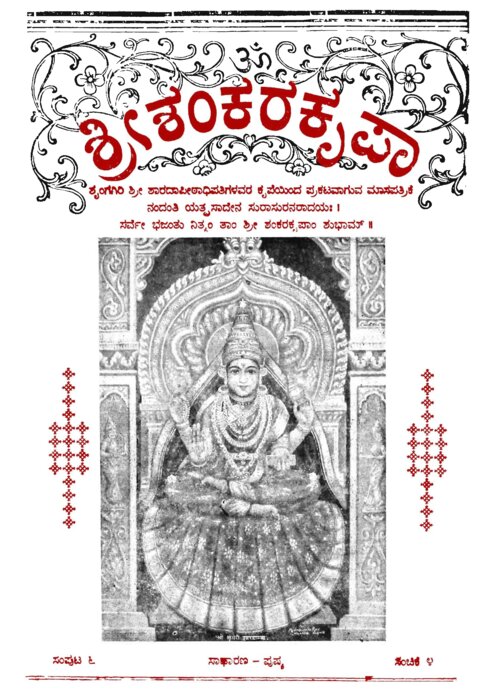 ॐ
ಶ್ರೀಶಂಕರಕೃಪಾ
ಶೃಂಗಗಿರಿ ಶ್ರೀ ಶಾರದಾಪೀಠಾಧಿಪತಿಗಳವರ ಕೃಪೆಯಿಂದ ಪ್ರಕಟವಾಗುವ ಮಾಸಪತ್ರಿಕೆ
ನಂದಂತಿ ಯತ್ಪ್ರಸಾದೇನ ಸುರಾಸುರನರಾದಯಃ ।
ಸರ್ವೇ ಭಜಂತು ನಿತ್ಯಂ ತಾಂ ಶ್ರೀ ಶಂಕರಕೃಪಾಂ ಶುಭಾಮ್ ॥
ಸಂಪುಟ ೬ ಸಾಧಾರಣ – ಪುಷ್ಯ ಸಂಚಿಕೆ ೪